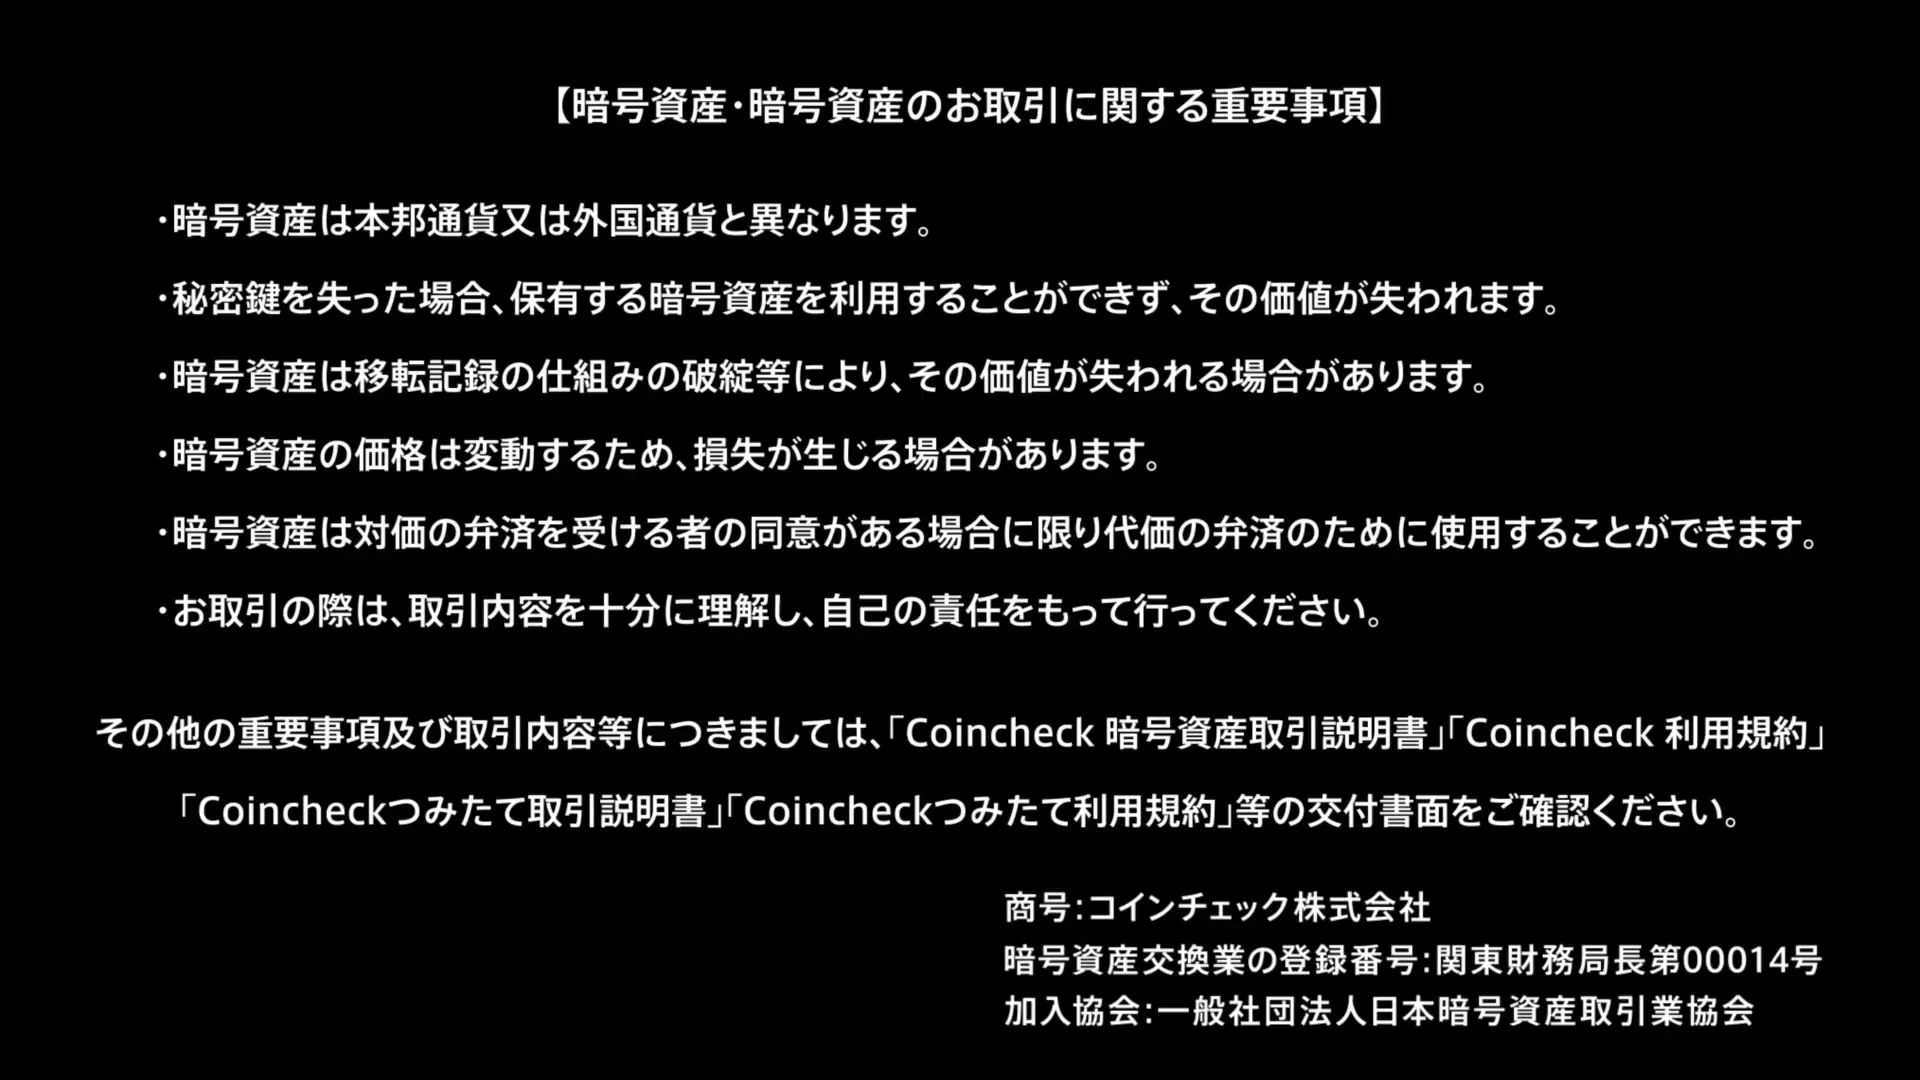 【暗号資産・暗号資産のお取引に関する重要事項】
・暗号資産は本邦通貨又は外国通貨と異なります。
・秘密鍵を失った場合、保有する暗号資産を利用することができず、その価値が失われます。
・暗号資産は移転記録の仕組みの破綻等により、その価値が失われる場合があります。
・暗号資産の価格は変動するため、損失が生じる場合があります。
・暗号資産は対価の弁済を受ける者の同意がある場合に限り代価の弁済のために使用することができます。
・お取引の際は、取引内容を十分に理解し、自己の責任をもって行ってください。
その他の重要事項及び取引内容等につきましては、「Coincheck 暗号資産取引説明書」「Coincheck 利用規約」
「Coincheckつみたて取引説明書」「Coincheckつみたて利用規約」等の交付書面をご確認ください。
商号:コインチェック株式会社
暗号資産交換業の登録番号:関東財務局長第00014号
加入協会:一般社団法人日本暗号資産取引業協会